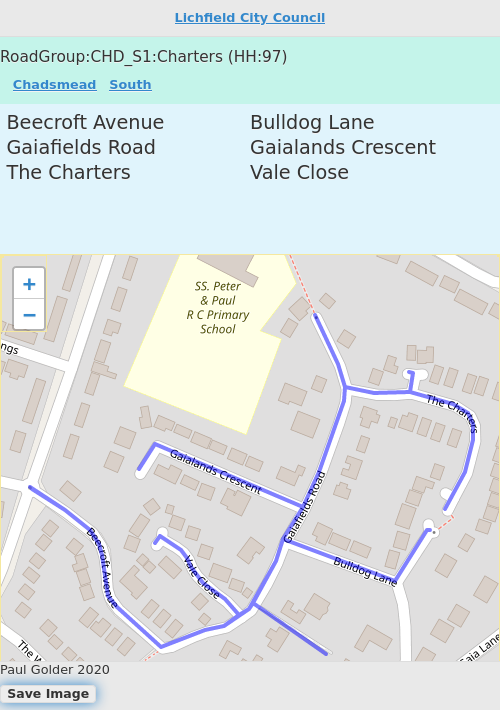 Lichfield City Council
RoadGroup:CHD_S1:Charters (HH:97)
Chadsmead South
Beecroft Avenue Bulldog Lane
Gaiafields Road Gaialands Crescent
The Charters Vale Close
+
−
SS. Peter
& Paul
R C Primary
School
ngs
The Charters
Gaialands Crescent
Gaiafields Road
Beecroft Avenue
Vale Close
Bulldog Lane
The W
Gaia Lane
Paul Golder 2020
Save Image